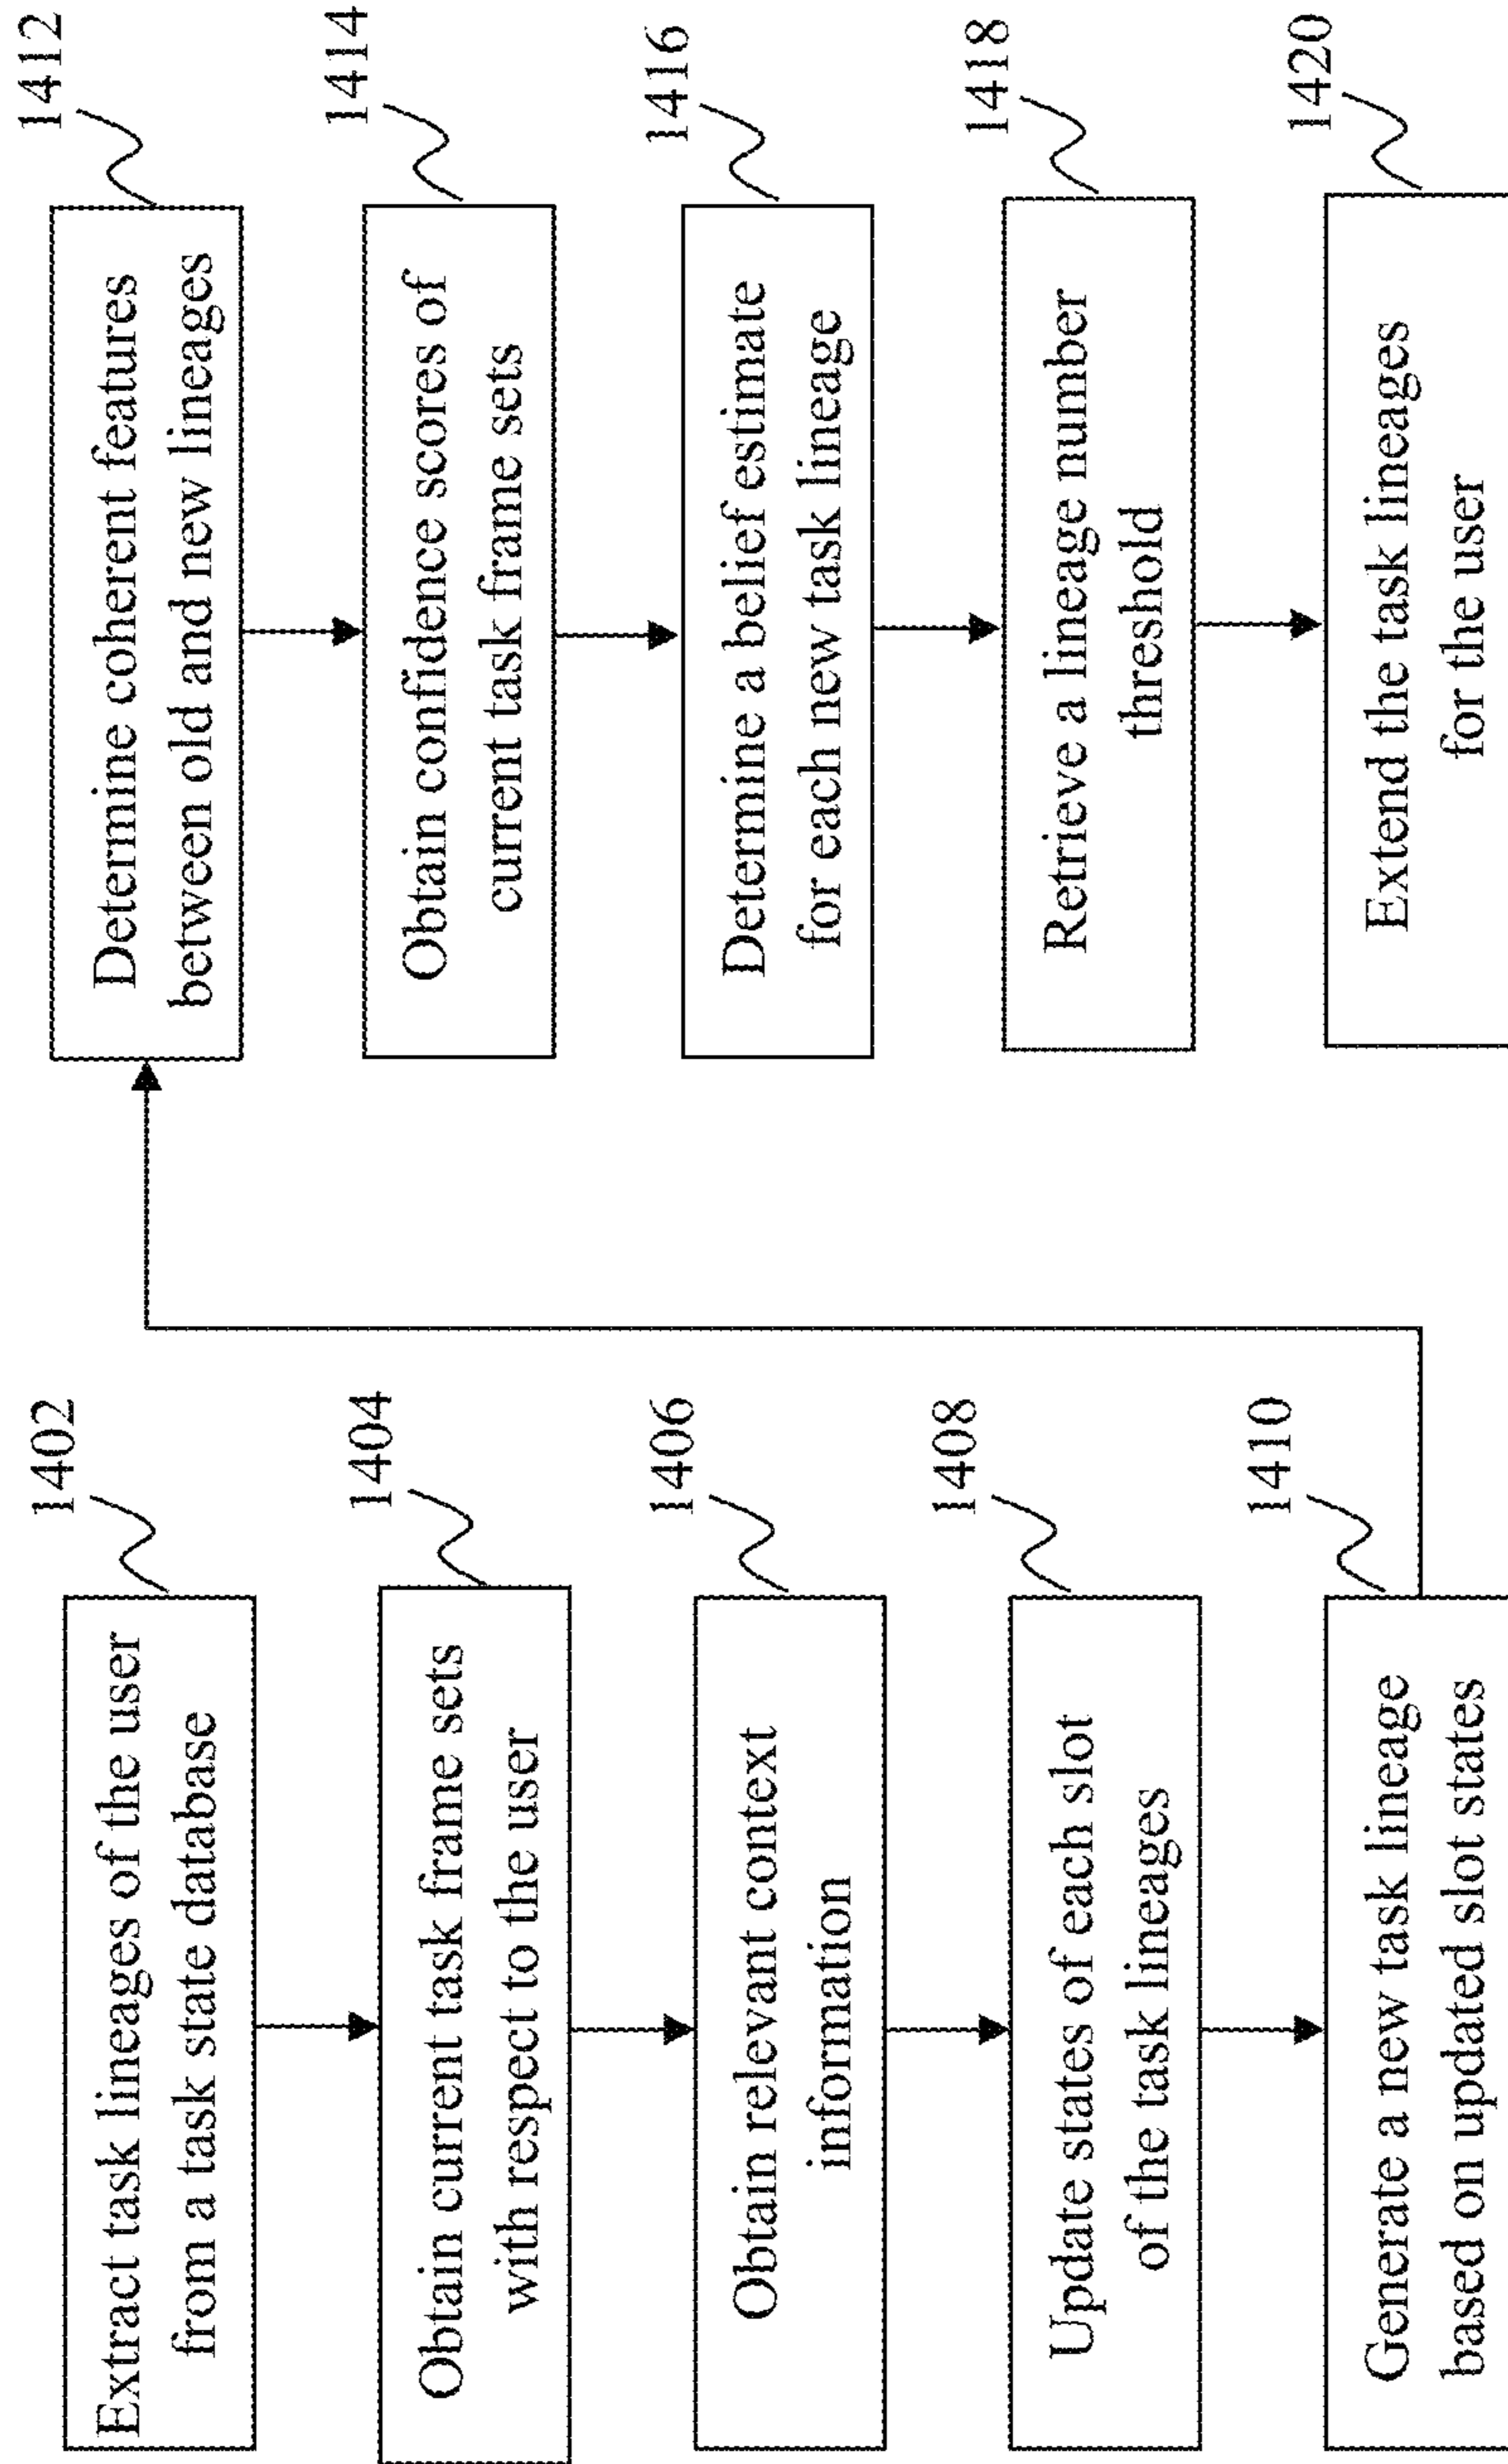 1402
Extract task lineages of the user
from a task state database
1404
Obtain current task frame sets
with respect to the user
1406
Obtain relevant context
information
1408
Update states of each slot
of the task lineages
1410
Generate a new task lineage
based on updated slot states
1412
Determine coherent features
between old and new lineages
1414
Obtain confidence scores of
current task frame sets
1416
Determine a belief estimate
for each new task lineage
1418
Retrieve a lineage number
threshold
1420
Extend the task lineages
for the user